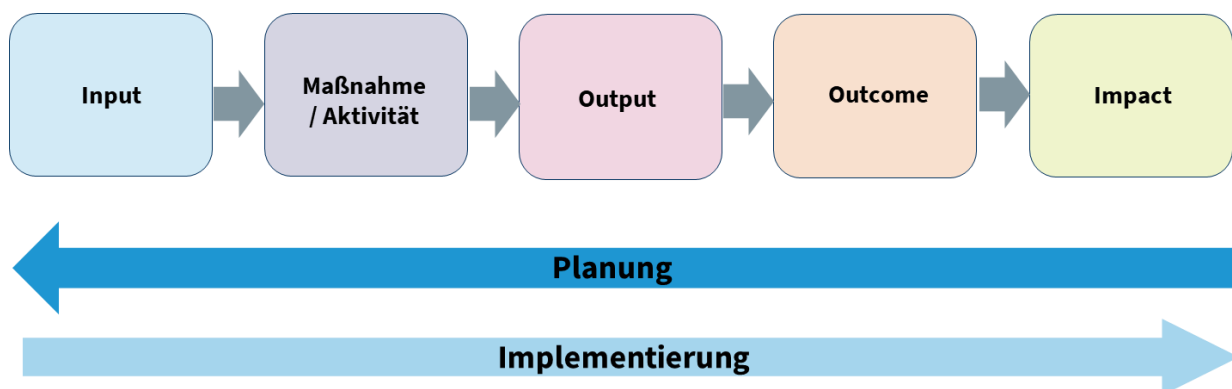 Input
Maßnahme
/ Aktivität
Output
Outcome
Impact
Planung
Implementierung